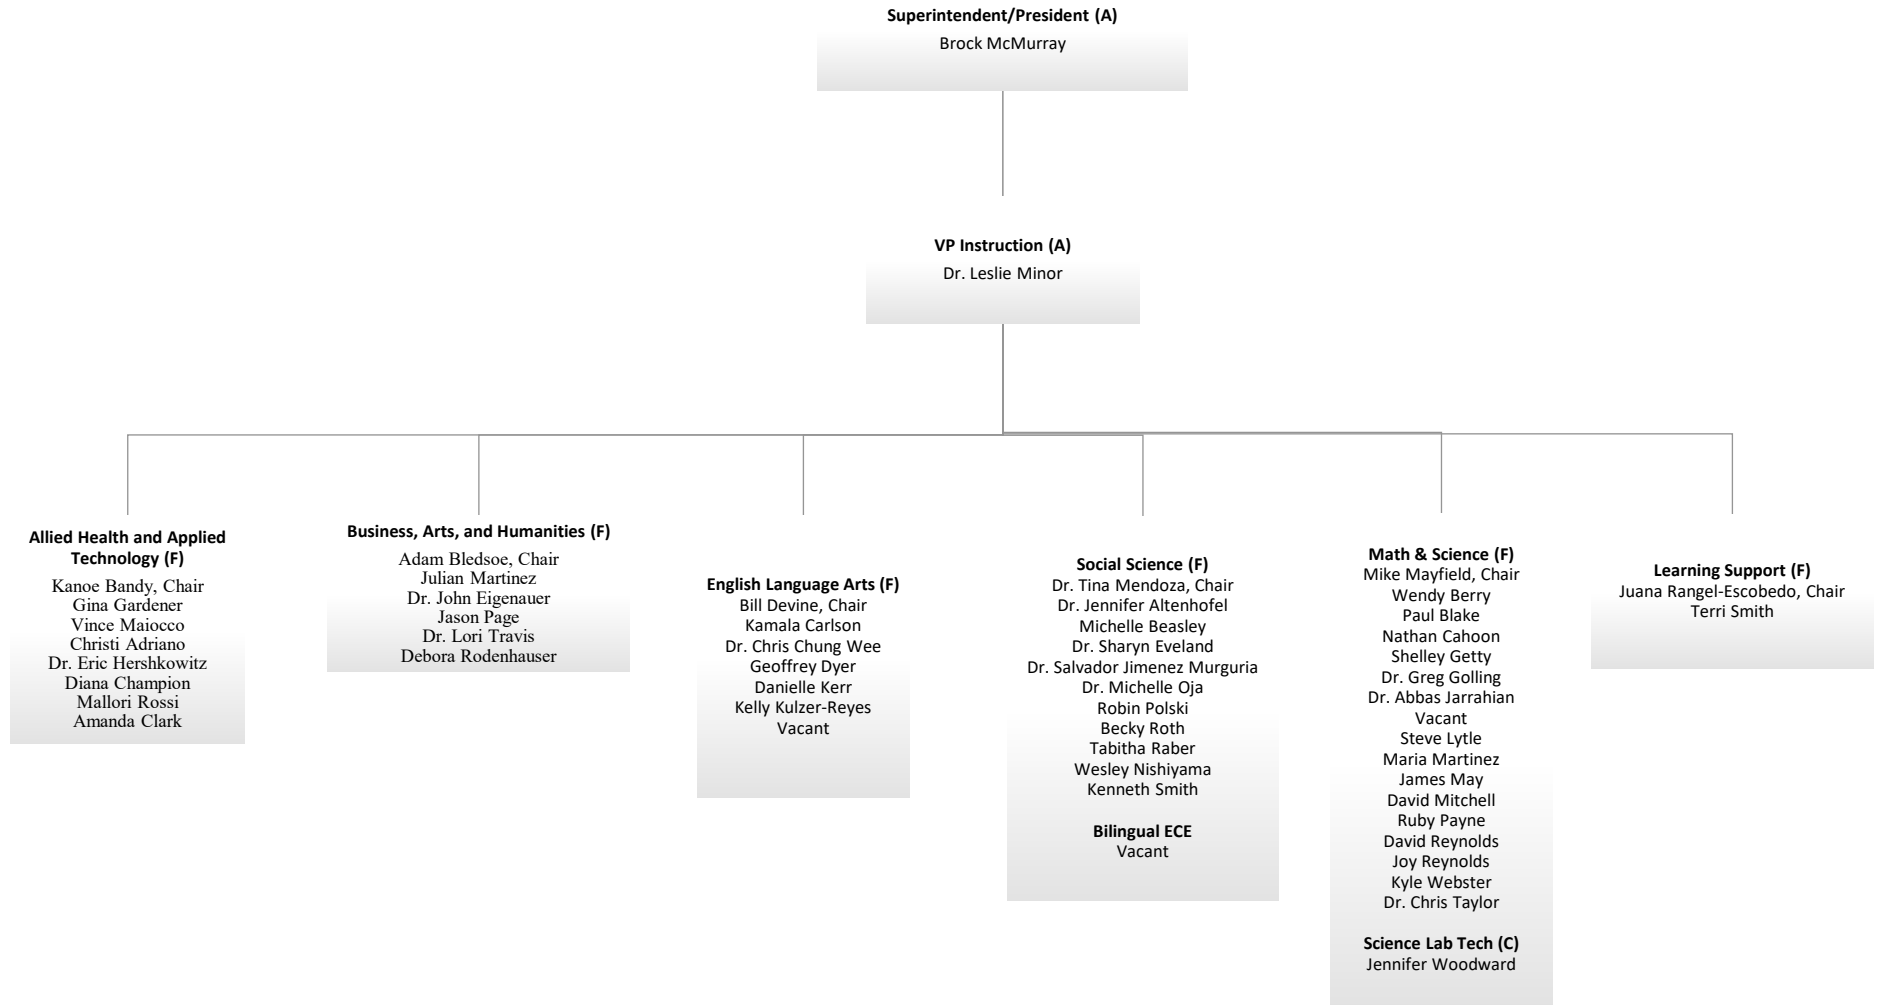 Superintendent/President (A)
Brock McMurray
VP Instruction (A)
Dr. Leslie Minor
Allied Health and Applied
Technology (F)
Kanoe Bandy, Chair
Gina Gardener
Vince Maiocco
Christi Adriano
Dr. Eric Hershkowitz
Diana Champion
Mallori Rossi
Amanda Clark
Business, Arts, and Humanities (F)
Adam Bledsoe, Chair
Julian Martinez
Dr. John Eigenauer
Jason Page
Dr. Lori Travis
Debora Rodenhauser
English Language Arts (F)
Bill Devine, Chair
Kamala Carlson
Dr. Chris Chung Wee
Geoffrey Dyer
Danielle Kerr
Kelly Kulzer-Reyes
Vacant
Social Science (F)
Dr. Tina Mendoza, Chair
Dr. Jennifer Altenhofel
Michelle Beasley
Dr. Sharyn Eveland
Dr. Salvador Jimenez Murguria
Dr. Michelle Oja
Robin Polski
Becky Roth
Tabitha Raber
Wesley Nishiyama
Kenneth Smith
Bilingual ECE
Vacant
Math & Science (F)
Mike Mayfield, Chair
Wendy Berry
Paul Blake
Nathan Cahoon
Shelley Getty
Dr. Greg Golling
Dr. Abbas Jarrahian
Vacant
Steve Lytle
Maria Martinez
James May
David Mitchell
Ruby Payne
David Reynolds
Joy Reynolds
Kyle Webster
Dr. Chris Taylor
Science Lab Tech (C)
Jennifer Woodward
Learning Support (F)
Juana Rangel-Escobedo, Chair
Terri Smith